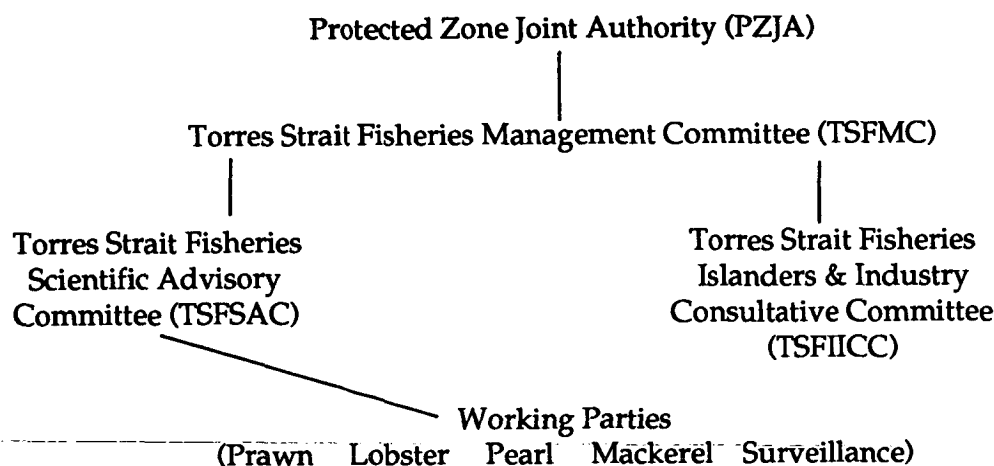 Protected Zone Joint Authority (PZJA)
Torres Strait Fisheries Management Committee (TSFMC)
Torres Strait Fisheries
Scientific Advisory
Committee (TSFSAC)
Torres Strait Fisheries
Islanders & Industry
Consultative Committee
(TSFIICC)
Working Parties
(Prawn Lobster Pearl Mackerel Surveillance)